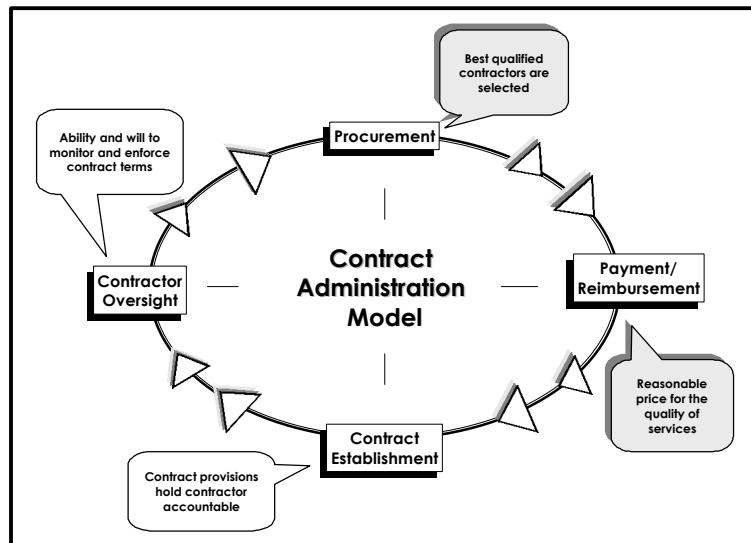 Best qualified
contractors are
selected
Procurement
Ability and will to
monitor and enforce
contract terms
Contract
Administration
Model
Contractor
Oversight
Payment/
Reimbursement
Reasonable
price for the
quality of
services
Contract
Establishment
Contract provisions
hold contractor
accountable